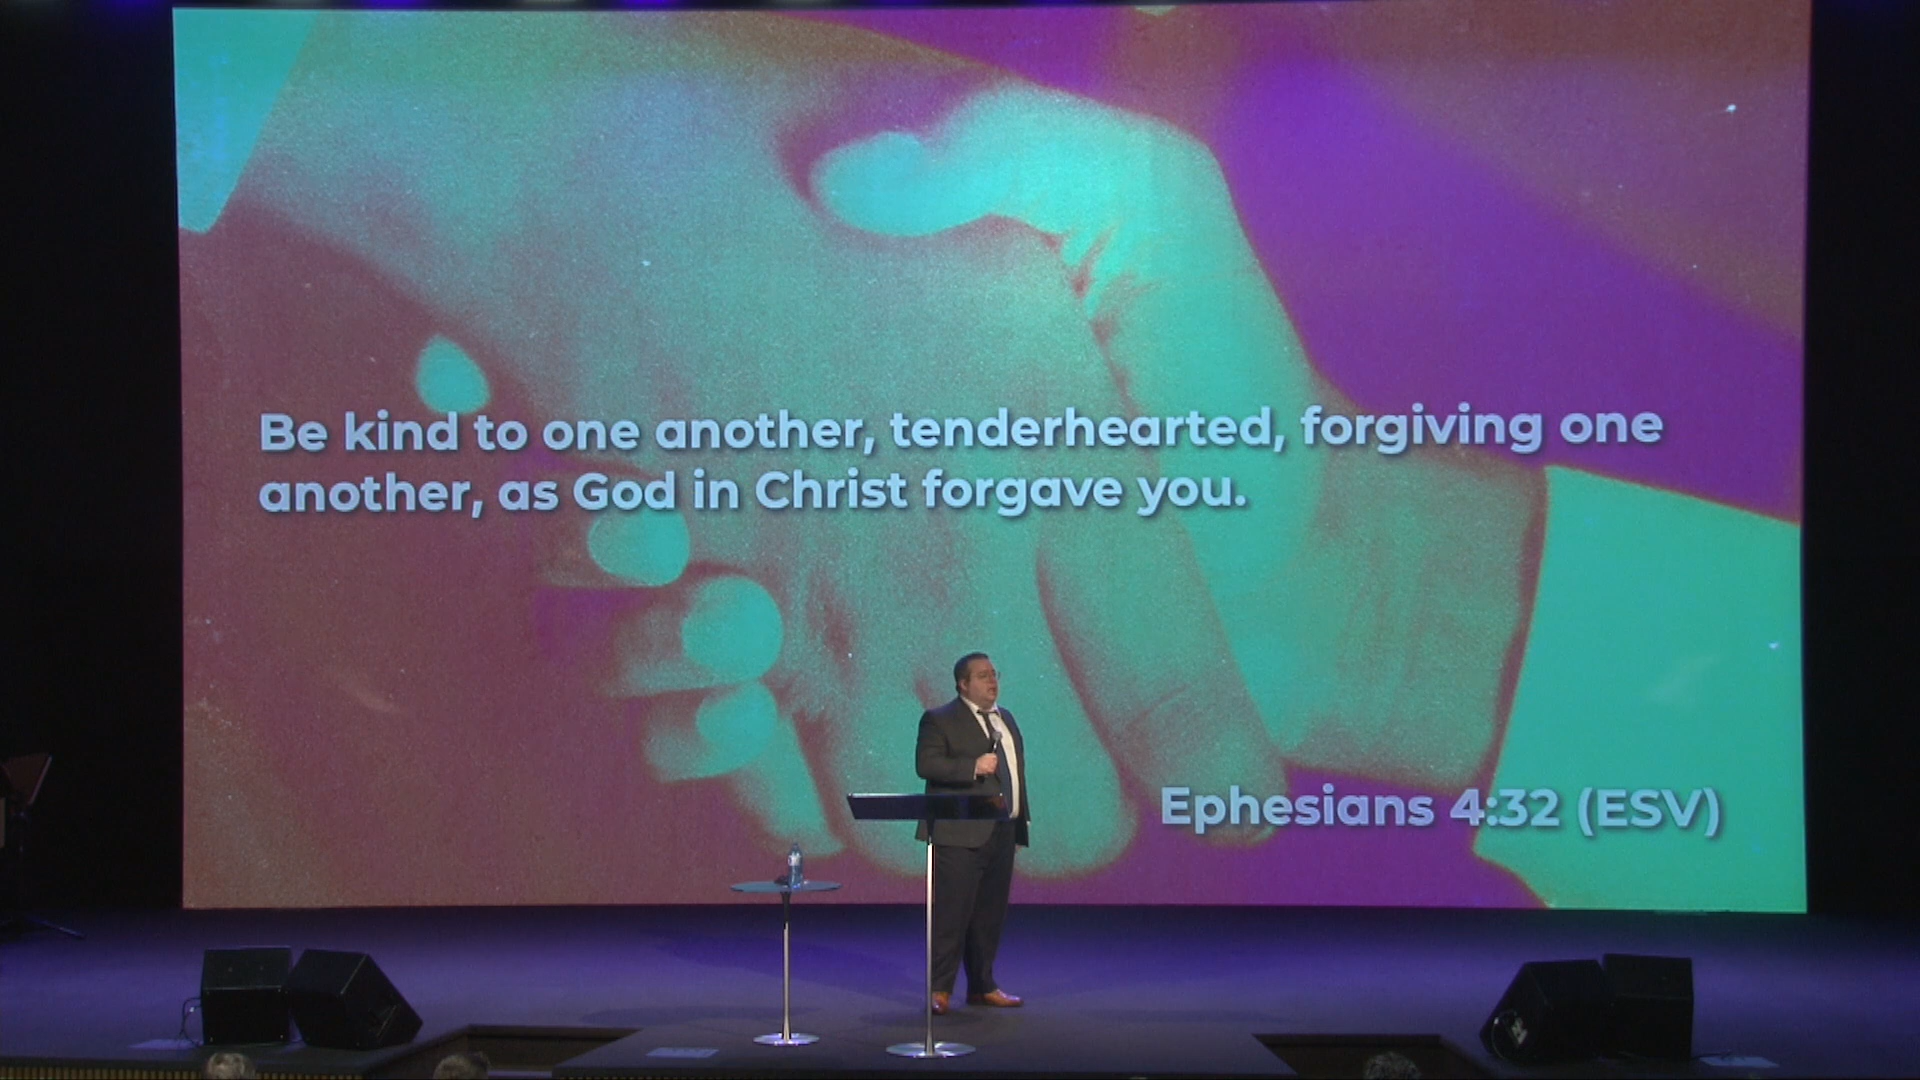 Be kind to one another, tenderhearted, forgiving one
another, as God in Christ forgave you.
Ephesians 4:32 (ESV)